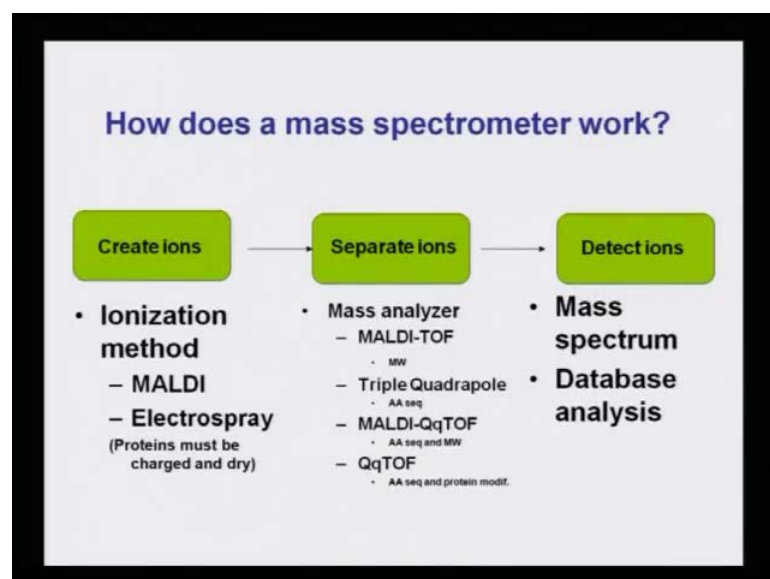 How does a mass spectrometer work?
Create ions
Separate ions
Detect ions
• Ionization
method
– MALDI
– Electrospray
(Proteins must be
charged and dry)
• Mass analyzer
– MALDI-TOF
• MW
– Triple Quadrapole
• AA seq
– MALDI-QqTOF
• AA seq and MW
– QqTOF
• AA seq and protein modif.
• Mass
spectrum
• Database
analysis